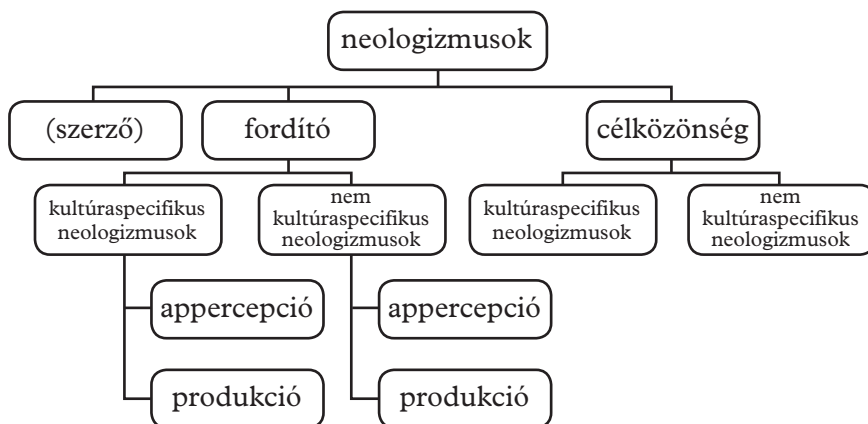 neologizmusok
(szerző)
fordító
célközönség
kultúraspecifikus
neologizmusok
nem
kultúraspecifikus
neologizmusok
kultúraspecifikus
neologizmusok
nem
kultúraspecifikus
neologizmusok
appercepció
appercepció
produkció
produkció